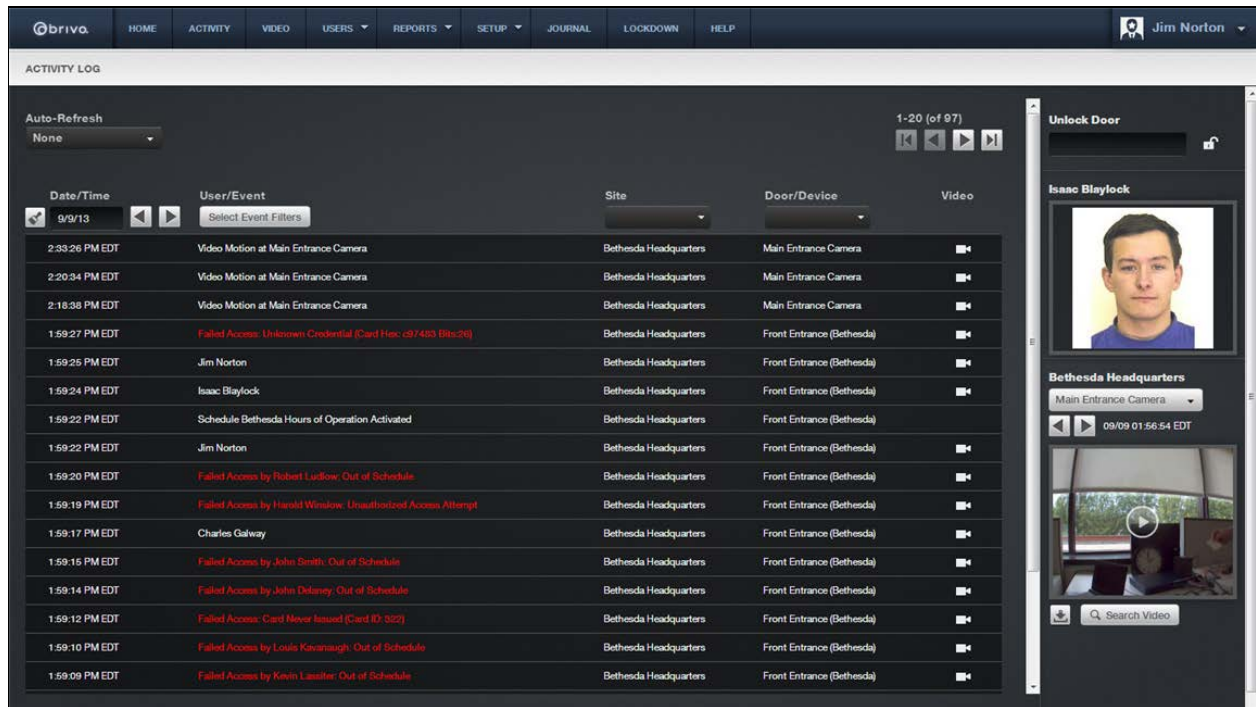 brivo.
HOME ACTIVITY VIDEO USERS REPORTS SETUP JOURNAL LOCKDOWN HELP Jim Norton
ACTIVITY LOG
Auto-Refresh
None
1-20 (of 97)
Date/Time User/Event Site Door/Device Video
9/9/13 Select Event Filters
2:33:26 PM EDT Video Motion at Main Entrance Camera Bethesda Headquarters Main Entrance Camera
2:20:34 PM EDT Video Motion at Main Entrance Camera Bethesda Headquarters Main Entrance Camera
2:18:38 PM EDT Video Motion at Main Entrance Camera Bethesda Headquarters Main Entrance Camera
1:59:27 PM EDT Failed Access: Unknown Credential (Card Hex: c97483 Bits:26) Bethesda Headquarters Front Entrance (Bethesda)
1:59:25 PM EDT Jim Norton Bethesda Headquarters Front Entrance (Bethesda)
1:59:24 PM EDT Isaac Blaylock Bethesda Headquarters Front Entrance (Bethesda)
1:59:22 PM EDT Schedule Bethesda Hours of Operation Activated Bethesda Headquarters Front Entrance (Bethesda)
1:59:22 PM EDT Jim Norton Bethesda Headquarters Front Entrance (Bethesda)
1:59:20 PM EDT Failed Access by Robert Ludlow: Out of Schedule Bethesda Headquarters Front Entrance (Bethesda)
1:59:19 PM EDT Failed Access by Harold Winslow: Unauthorized Access Attempt Bethesda Headquarters Front Entrance (Bethesda)
1:59:17 PM EDT Charles Galway Bethesda Headquarters Front Entrance (Bethesda)
1:59:15 PM EDT Failed Access by John Smith: Out of Schedule Bethesda Headquarters Front Entrance (Bethesda)
1:59:14 PM EDT Failed Access by John Delaney: Out of Schedule Bethesda Headquarters Front Entrance (Bethesda)
1:59:12 PM EDT Failed Access: Card Never Issued (Card ID: 322) Bethesda Headquarters Front Entrance (Bethesda)
1:59:10 PM EDT Failed Access by Louis Kavanaugh: Out of Schedule Bethesda Headquarters Front Entrance (Bethesda)
1:59:09 PM EDT Failed Access by Kevin Lassiter: Out of Schedule Bethesda Headquarters Front Entrance (Bethesda)
Unlock Door
Isaac Blaylock
Bethesda Headquarters
Main Entrance Camera
09/09 01:56:54 EDT
Search Video